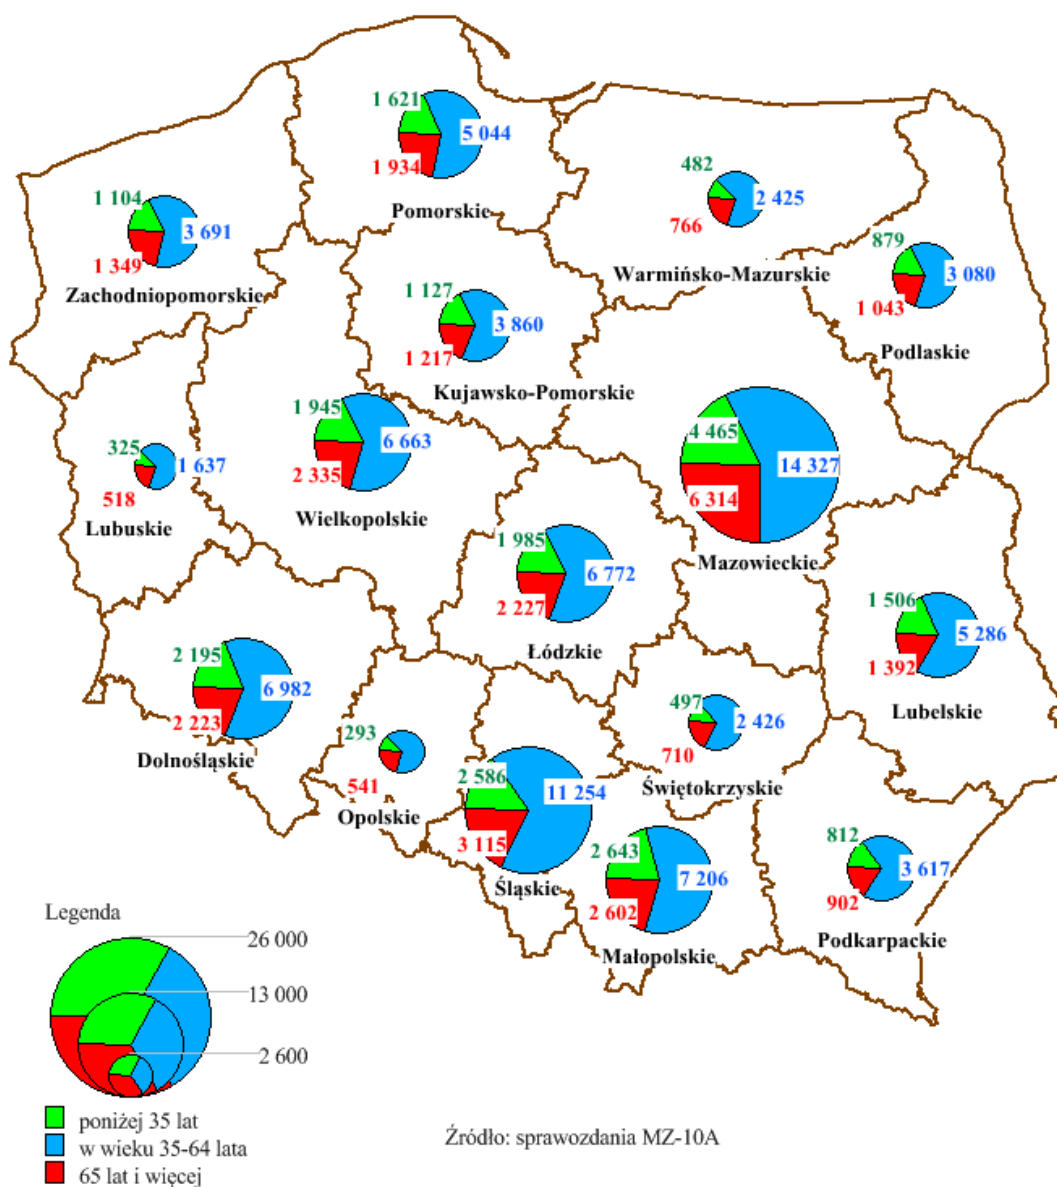 1 621
5 044
1 934
Pomorskie
482
2 425
766
Warmińsko-Mazurskie
1 104
3 691
1 349
Zachodniopomorskie
879
3 080
1 043
Podlaskie
1 127
3 860
1 217
Kujawsko-Pomorskie
1 945
6 663
2 335
Wielkopolskie
325
1 637
518
Lubuskie
4 465
14 327
6 314
Mazowieckie
1 985
6 772
2 227
Łódzkie
1 506
5 286
1 392
Lubelskie
2 195
6 982
2 223
Dolnośląskie
293
541
Opolskie
2 586
11 254
3 115
Śląskie
497
2 426
710
Świętokrzyskie
2 643
7 206
2 602
Małopolskie
812
3 617
902
Podkarpackie
Legenda
26 000
13 000
2 600
poniżej 35 lat
w wieku 35-64 lata
65 lat i więcej
Źródło: sprawozdania MZ-10A